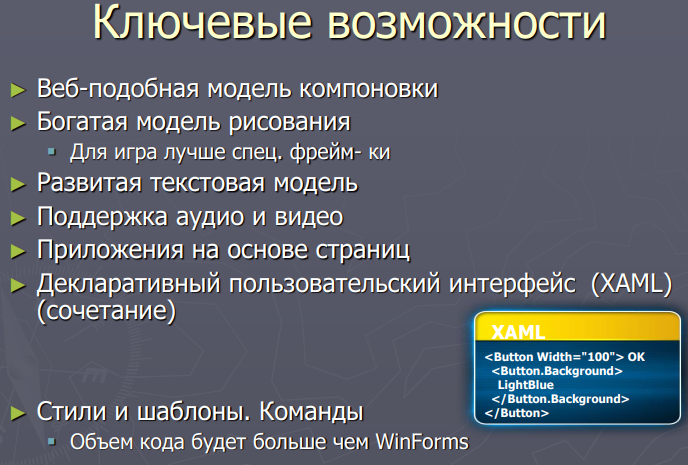 Ключевые возможности
Веб-подобная модель компоновки
Богатая модель рисования
Для игра лучше спец. фрейм- ки
Развитая текстовая модель
Поддержка аудио и видео
Приложения на основе страниц
Декларативный пользовательский интерфейс (XAML)
(сочетание)
XAML
<Button Width="100"> OK
<Button.Background>
LightBlue
</Button.Background>
</Button>
Стили и шаблоны. Команды
Объем кода будет больше чем WinForms